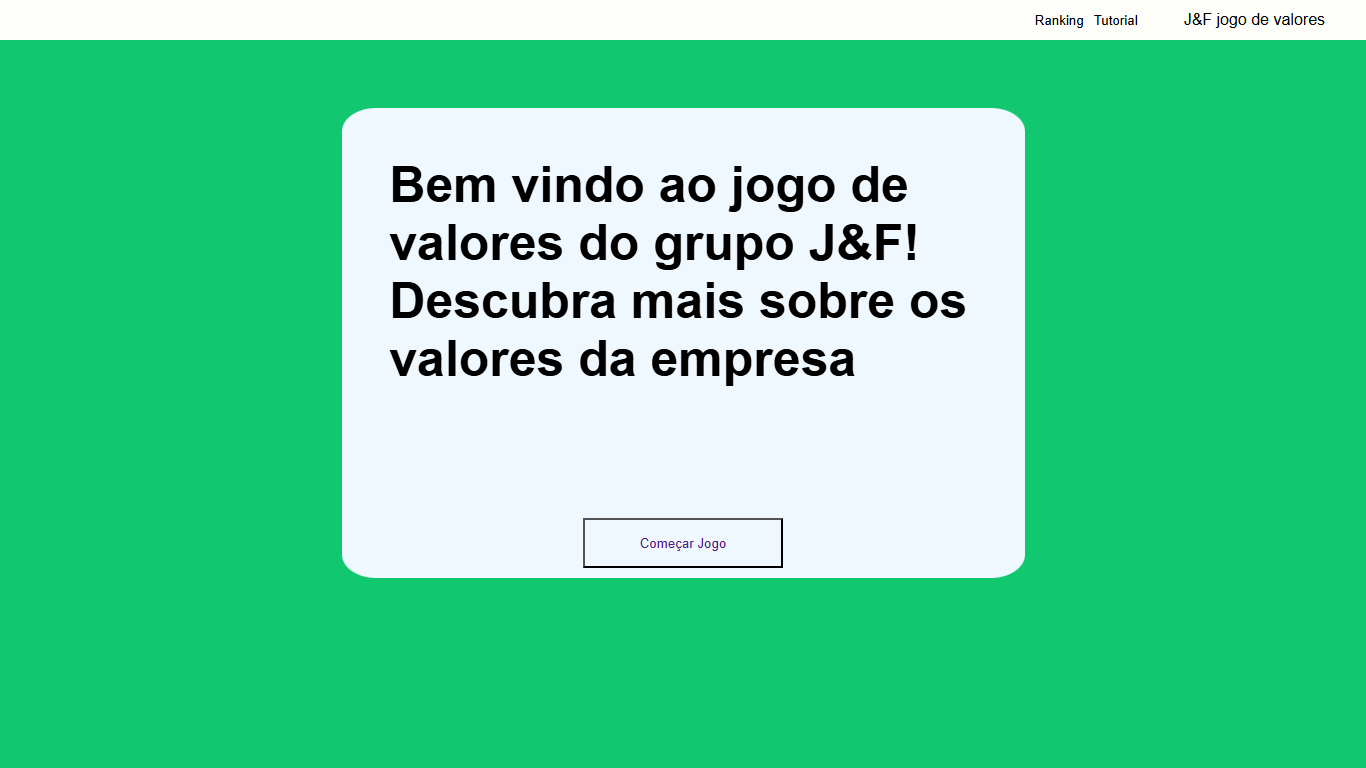 Ranking Tutorial J&F jogo de valores
Bem vindo ao jogo de
valores do grupo J&F!
Descubra mais sobre os
valores da empresa
Começar Jogo